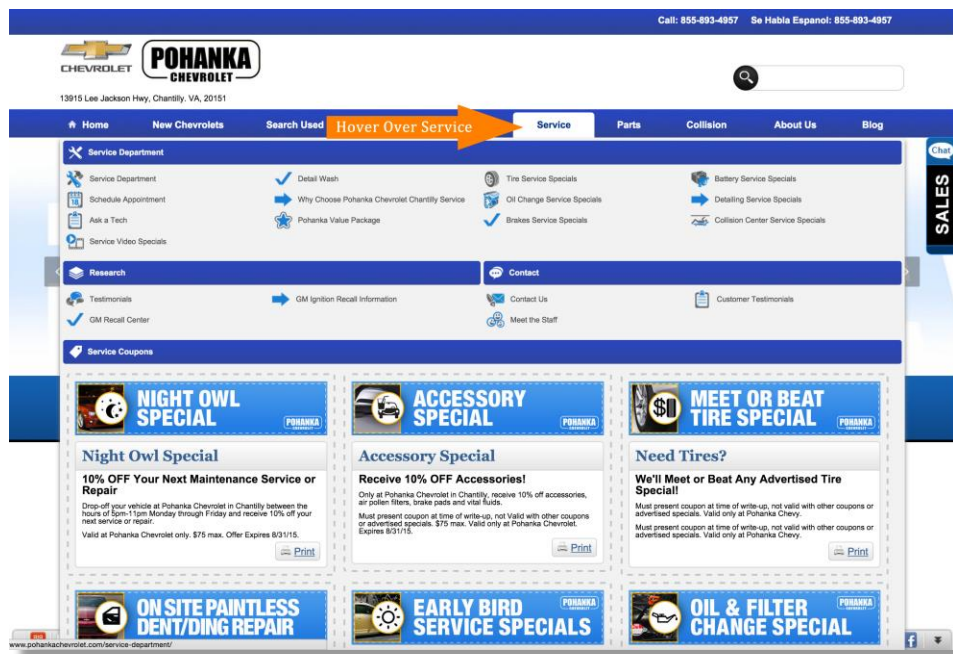 Call: 855-893-4957 Se Habla Espanol: 855-893-4957
CHEVROLET
POHANKA
CHEVROLET
13915 Lee Jackson Hwy, Chantilly, VA, 20151
Home New Chevrolets Search Used Hover Over Service Service Parts Collision About Us Blog
Chat
SALES
Service Department
Service Department Detail Wash Tire Service Specials Battery Service Specials
Schedule Appointment Why Choose Pohanka Chevrolet Chantilly Service Oil Change Service Specials Detailing Service Specials
Ask a Tech Pohanka Value Package Brakes Service Specials Collision Center Service Specials
Service Video Specials
Research Contact
Testimonials GM Ignition Recall Information Contact Us Customer Testimonials
GM Recall Center Meet the Staff
Service Coupons
NIGHT OWL
SPECIAL
POHANKA
Night Owl Special
10% OFF Your Next Maintenance Service or
Repair
Drop-off your vehicle at Pohanka Chevrolet in Chantilly between the
hours of 5pm-11pm Monday through Friday and receive 10% off your
next service or repair.
Valid at Pohanka Chevrolet only. $75 max. Offer Expires 8/31/15.
Print
ACCESSORY
SPECIAL
POHANKA
Accessory Special
Receive 10% OFF Accessories!
Only at Pohanka Chevrolet in Chantilly, receive 10% off accessories,
air pollen filters, brake pads and vital fluids.
Must present coupon at time of write-up, not Valid with other coupons
or advertised specials. $75 max. Valid only at Pohanka Chevrolet.
Expires 8/31/15.
Print
MEET
OR BEAT
TIRE SPECIAL
POHANKA
Need Tires?
We'll Meet or Beat Any Advertised Tire
Special!
Must present coupon at time of write-up, not valid with other coupons or
advertised specials. Valid only at Pohanka Chevy.
Must present coupon at time of write-up, not valid with other coupons or
advertised specials. Valid only at Pohanka Chevy.
Print
ON SITE PAINTLESS
DENT/DING REPAIR
EARLY BIRD
SERVICE SPECIALS
POHANKA
OIL &
FILTER
CHANGE SPECIAL
POHANKA
www.pohankachevrolet.com/service-department/